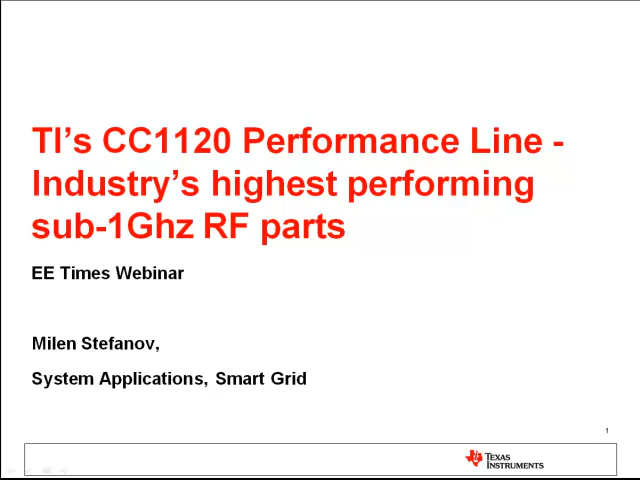 TI's CC1120 Performance Line -
Industry's highest performing
sub-1Ghz RF parts
EE Times Webinar
Milen Stefanov,
System Applications, Smart Grid
1
TEXAS
INSTRUMENTS